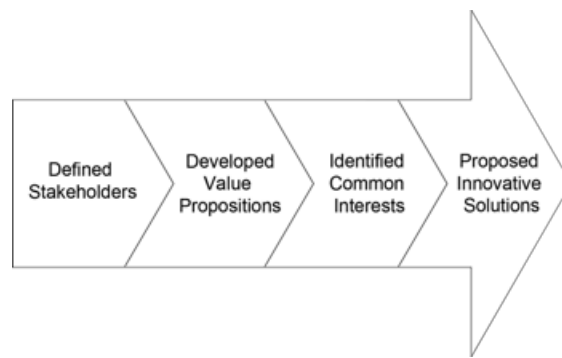 Defined
Stakeholders
Developed
Value
Propositions
Identified
Common
Interests
Proposed
Innovative
Solutions